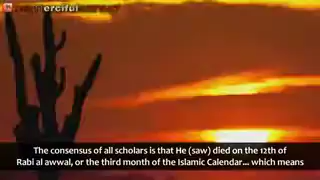 merciful
The consensus of all scholars is that He (saw) died on the 12th of
Rabi al awwal, or the third month of the Islamic Calendar... which means